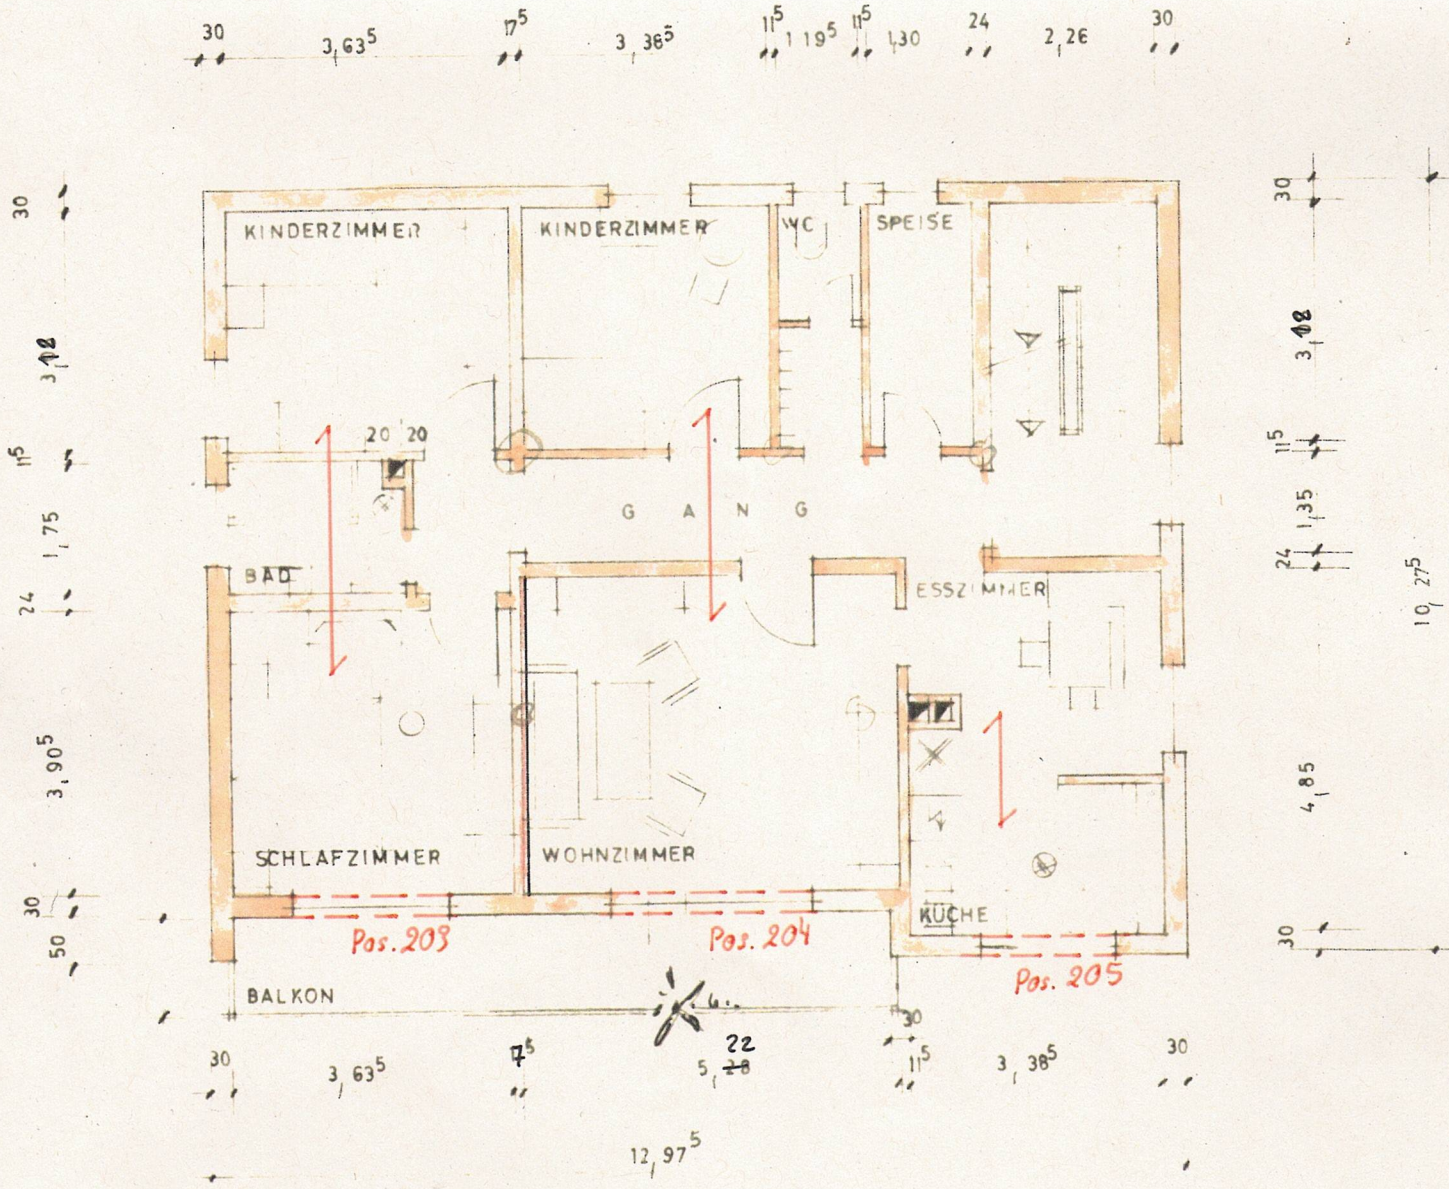 30 3,63⁵ 17⁵ 3,38⁵ 11⁵ 1 19⁵ 11⁵ 1,30 24 2,26 30
30
30
KINDERZIMMER KINDERZIMMER WC SPEISE
3,12
3,12
20 20
11⁵
11⁵
GANG
1,75
1,35
BAD
24
24
ESSZIMMER
10,27⁵
3,90⁵
4,85
SCHLAFZIMMER WOHNZIMMER
30
KÜCHE
Pos. 203 Pos. 204
50
30
Pos. 205
BALKON
30
22
30 3,63⁵ 7⁵ 5,28 11⁵ 3,38⁵ 30
12,97⁵